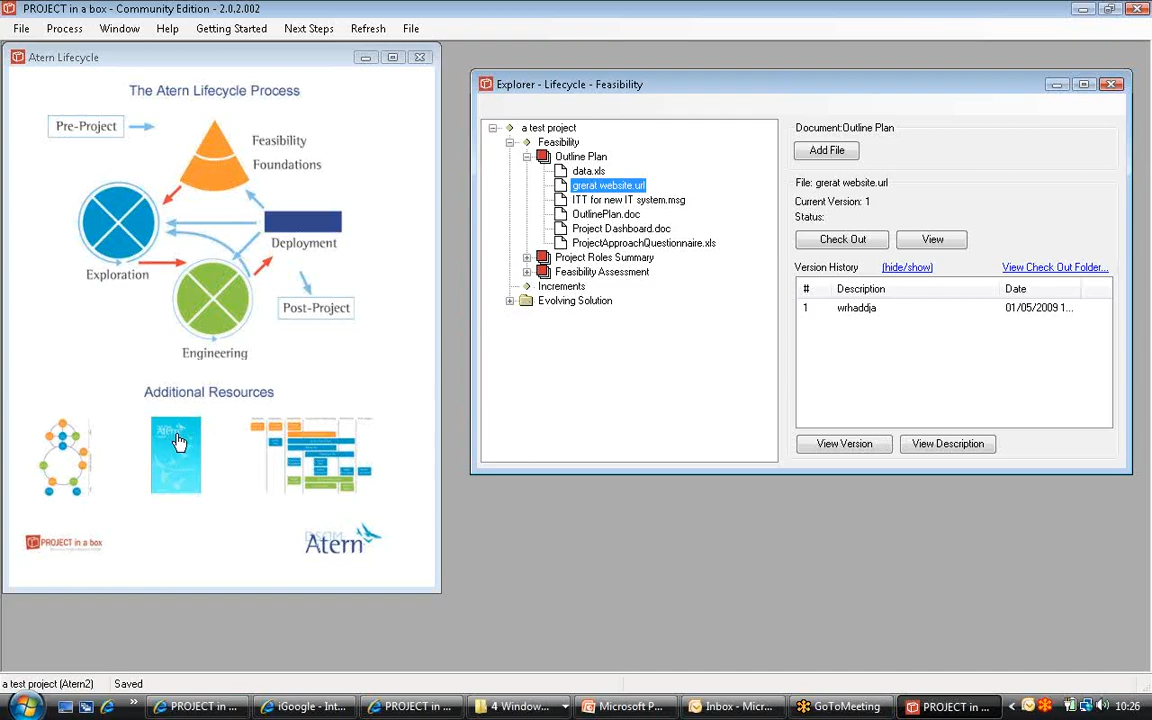 PROJECT in a box - Community Edition - 2.0.2.002
File Process Window Help Getting Started Next Steps Refresh File
Atern Lifecycle
The Atern Lifecycle Process
Pre-Project
Feasibility
Foundations
Deployment
Exploration
Post-Project
Engineering
Additional Resources
Atern
PROJECT in a box
DSDM
Atern
Explorer - Lifecycle - Feasibility
a test project
Feasibility
Outline Plan
data.xls
grerat website.url
ITT for new IT system.msg
OutlinePlan.doc
Project Dashboard.doc
ProjectApproachQuestionnaire.xls
Project Roles Summary
Feasibility Assessment
Increments
Evolving Solution
Document:Outline Plan
Add File
File: grerat website.url
Current Version: 1
Status:
Check Out View
Version History (hide/show) View Check Out Folder...
# Description Date
1 wrhaddja 01/05/2009 1...
View Version View Description
a test project (Atern2) Saved
PROJECT in ... iGoogle - Int... PROJECT in ... 4 Window... Microsoft P... Inbox - Micr... GoToMeeting PROJECT in ... 10:26